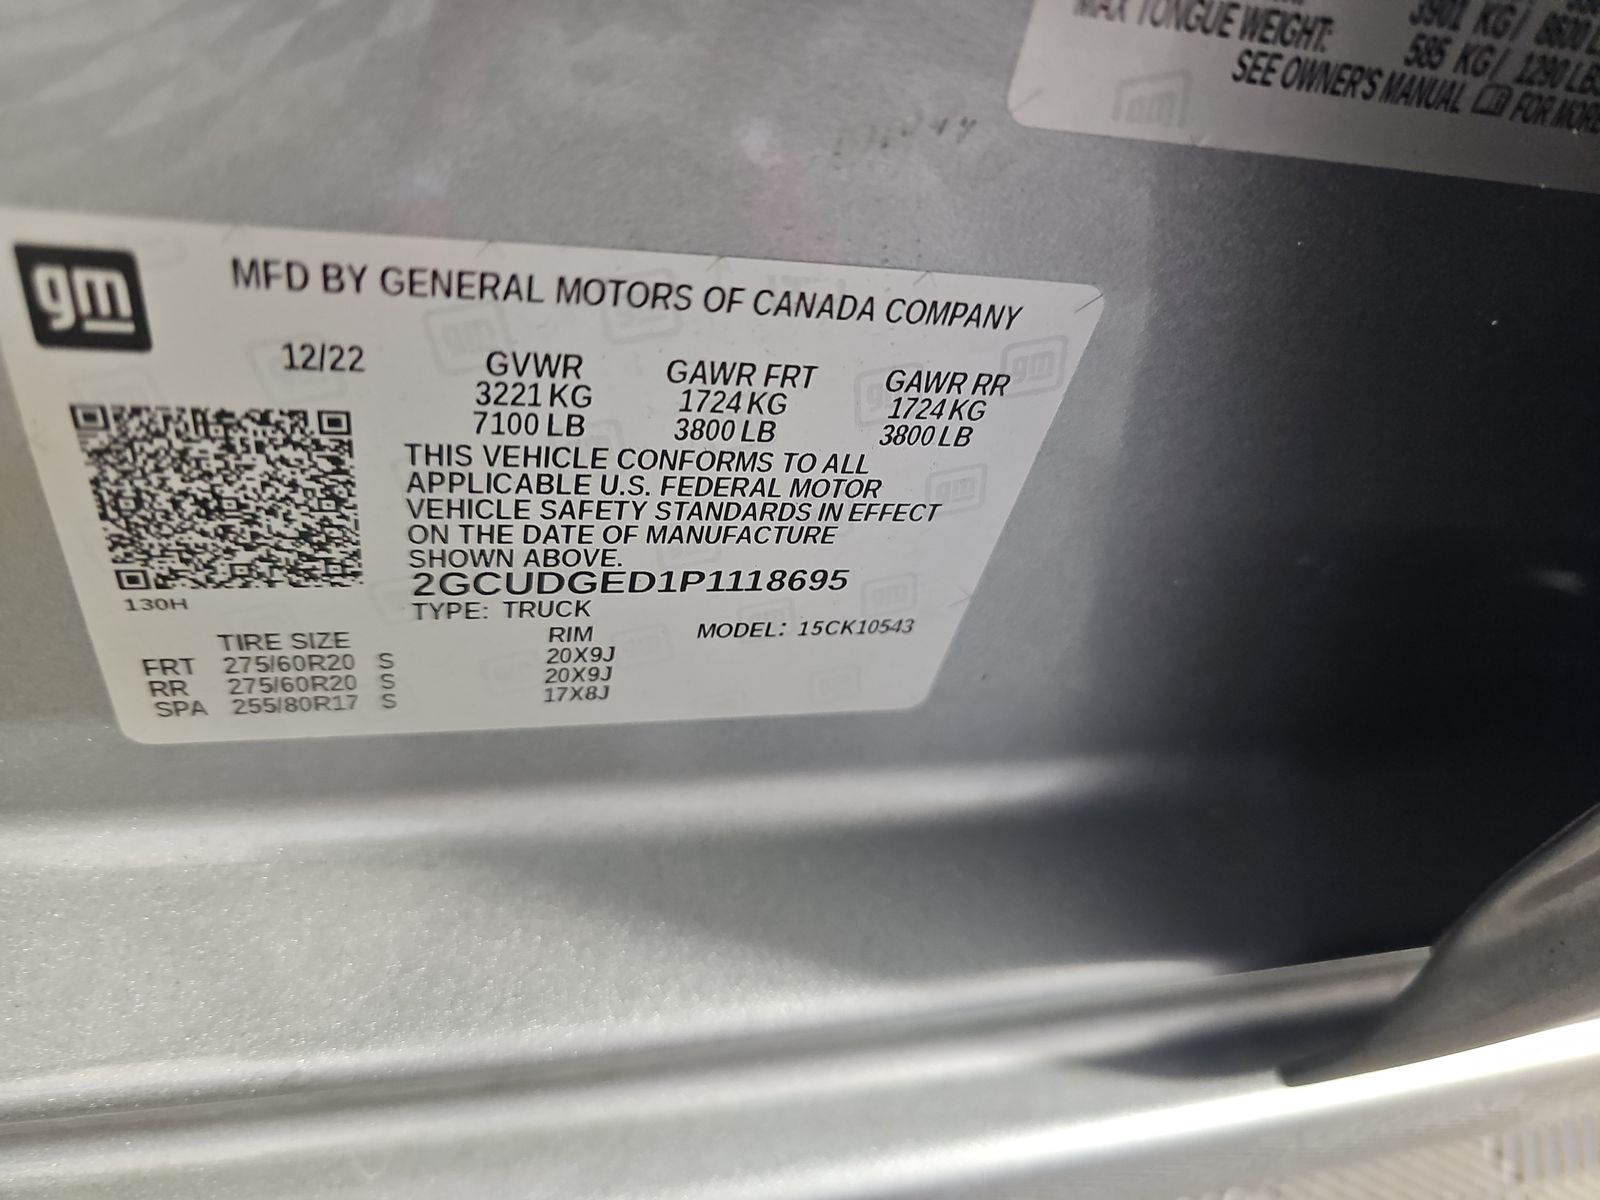 MAX TONGUE WEIGHT:
3901 KG/ 8600
585 KG/ 1290 LBS
SEE OWNER'S MANUAL FOR MORE
gm
MFD BY GENERAL MOTORS OF CANADA COMPANY
12/22 GVWR GAWR FRT GAWR RR
3221 KG 1724 KG 1724 KG
7100 LB 3800 LB 3800 LB
THIS VEHICLE CONFORMS TO ALL
APPLICABLE U.S. FEDERAL MOTOR
VEHICLE SAFETY STANDARDS IN EFFECT
ON THE DATE OF MANUFACTURE
SHOWN ABOVE.
2GCUDGED1P1118695
130H
TYPE: TRUCK
MODEL: 15CK10543
TIRE SIZE RIM
FRT 275/60R20 S 20X9J
RR 275/60R20 S 20X9J
SPA 255/80R17 S 17X8J